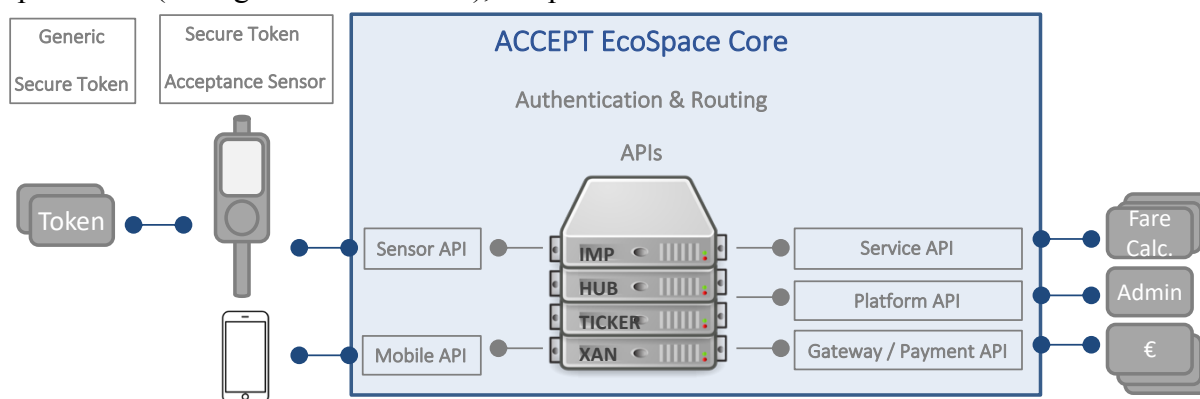 Generic
Secure Token
Secure Token
Acceptance Sensor
ACCEPT EcoSpace Core
Authentication & Routing
APIs
Token
Sensor API
Mobile API
IMP
HUB
TICKER
XAN
Service API
Platform API
Gateway / Payment API
Fare
Calc.
Admin
€